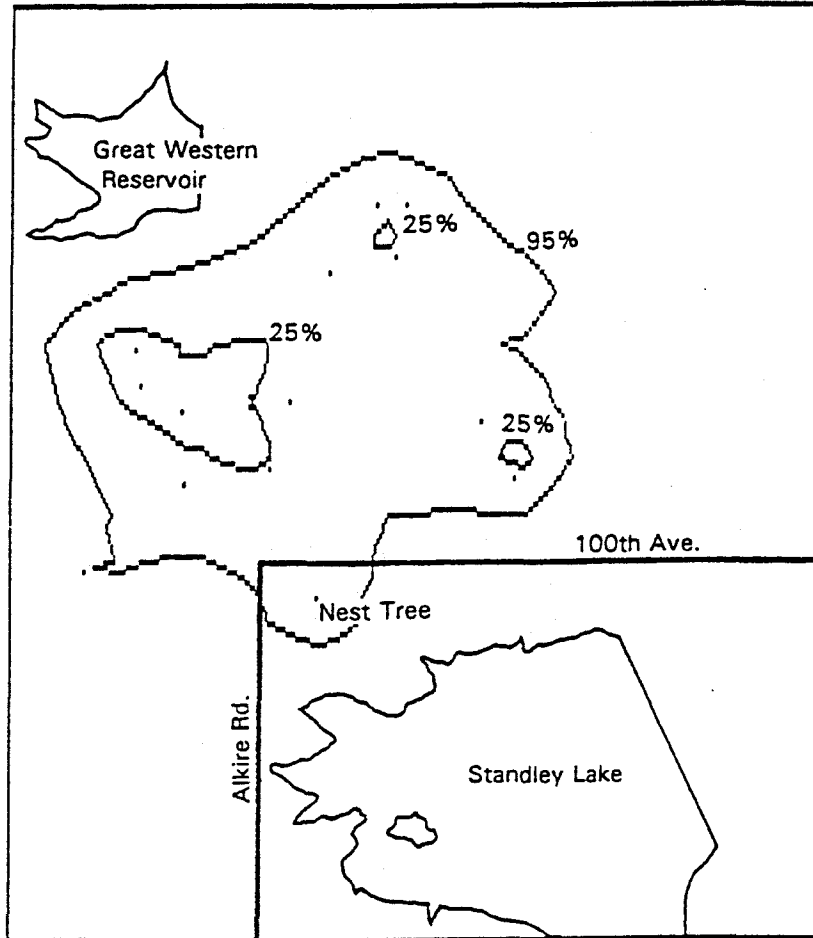 Great Western
Reservoir
25%
95%
25%
25%
100th Ave.
Nest Tree
Alkire Rd.
Standley Lake